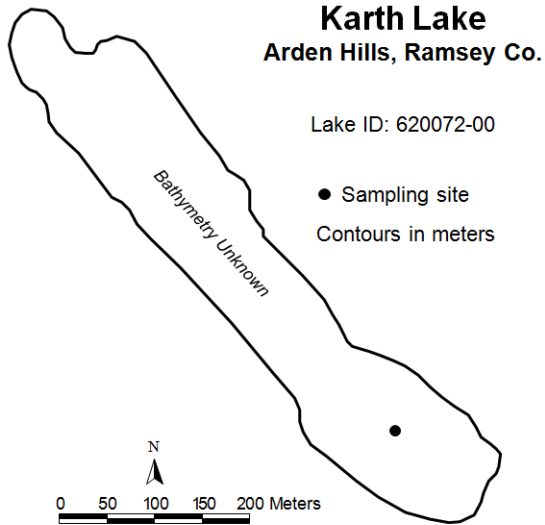 Karth Lake
Arden Hills, Ramsey Co.
Lake ID: 620072-00
Sampling site
Contours in meters
Bathymetry Unknown
N
0 50 100 150 200 Meters